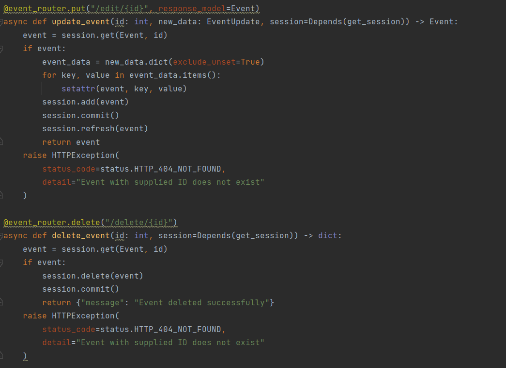 @event_router.put("/edit/{id}", response_model=Event)
async def update_event(id: int, new_data: EventUpdate, session=Depends(get_session)) -> Event:
    event = session.get(Event, id)
    if event:
        event_data = new_data.dict(exclude_unset=True)
        for key, value in event_data.items():
            setattr(event, key, value)
        session.add(event)
        session.commit()
        session.refresh(event)
        return event
    raise HTTPException(
        status_code=status.HTTP_404_NOT_FOUND,
        detail="Event with supplied ID does not exist"
    )
@event_router.delete("/delete/{id}")
async def delete_event(id: int, session=Depends(get_session)) -> dict:
    event = session.get(Event, id)
    if event:
        session.delete(event)
        session.commit()
        return {"message": "Event deleted successfully"}
    raise HTTPException(
        status_code=status.HTTP_404_NOT_FOUND,
        detail="Event with supplied ID does not exist"
    )